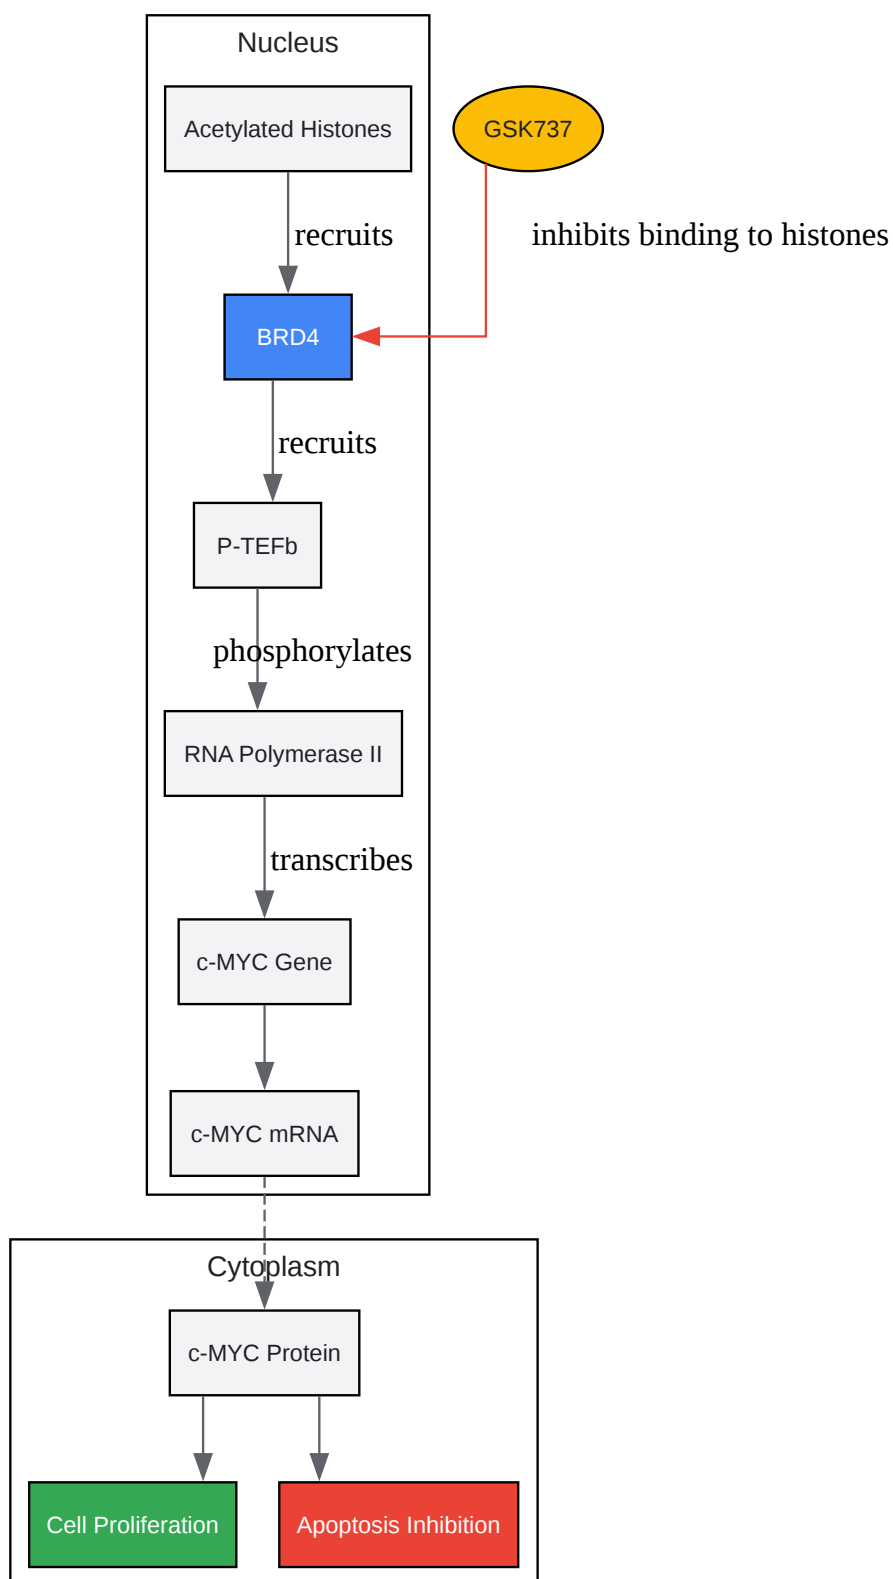 Nucleus
Acetylated Histones
GSK737
recruits
inhibits binding to histones
BRD4
recruits
P-TEFb
phosphorylates
RNA Polymerase II
transcribes
c-MYC Gene
c-MYC mRNA
Cytoplasm
c-MYC Protein
Cell Proliferation
Apoptosis Inhibition